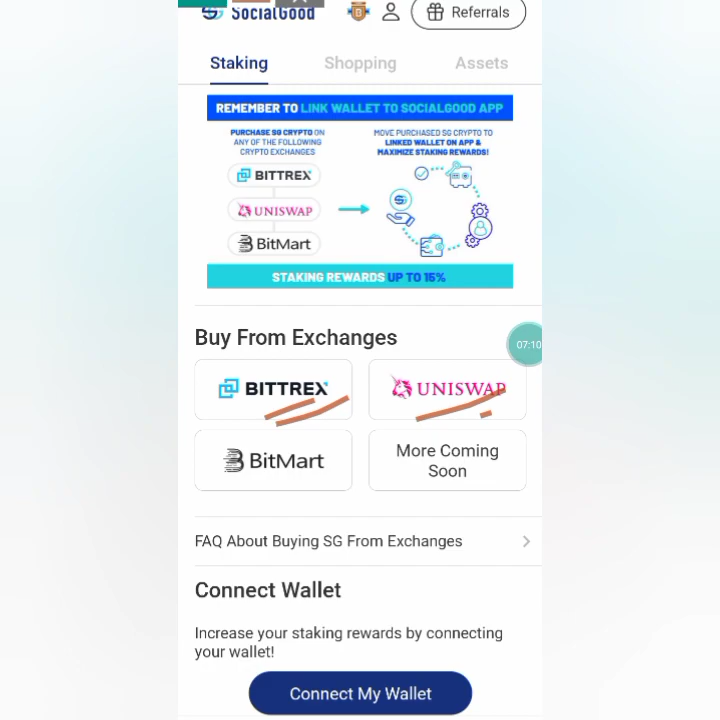 SocialGood
Referrals
Staking
Shopping
Assets
REMEMBER TO LINK WALLET TO SOCIALGOOD APP
PURCHASE SG CRYPTO ON
ANY OF THE FOLLOWING
CRYPTO EXCHANGES
MOVE PURCHASED SG CRYPTO TO
LINKED WALLET ON APP &
MAXIMIZE STAKING REWARDS!
BITTREX
UNISWAP
BitMart
STAKING REWARDS UP TO 15%
Buy From Exchanges
07:10
BITTREX
UNISWAP
BitMart
More Coming
Soon
FAQ About Buying SG From Exchanges
Connect Wallet
Increase your staking rewards by connecting
your wallet!
Connect My Wallet